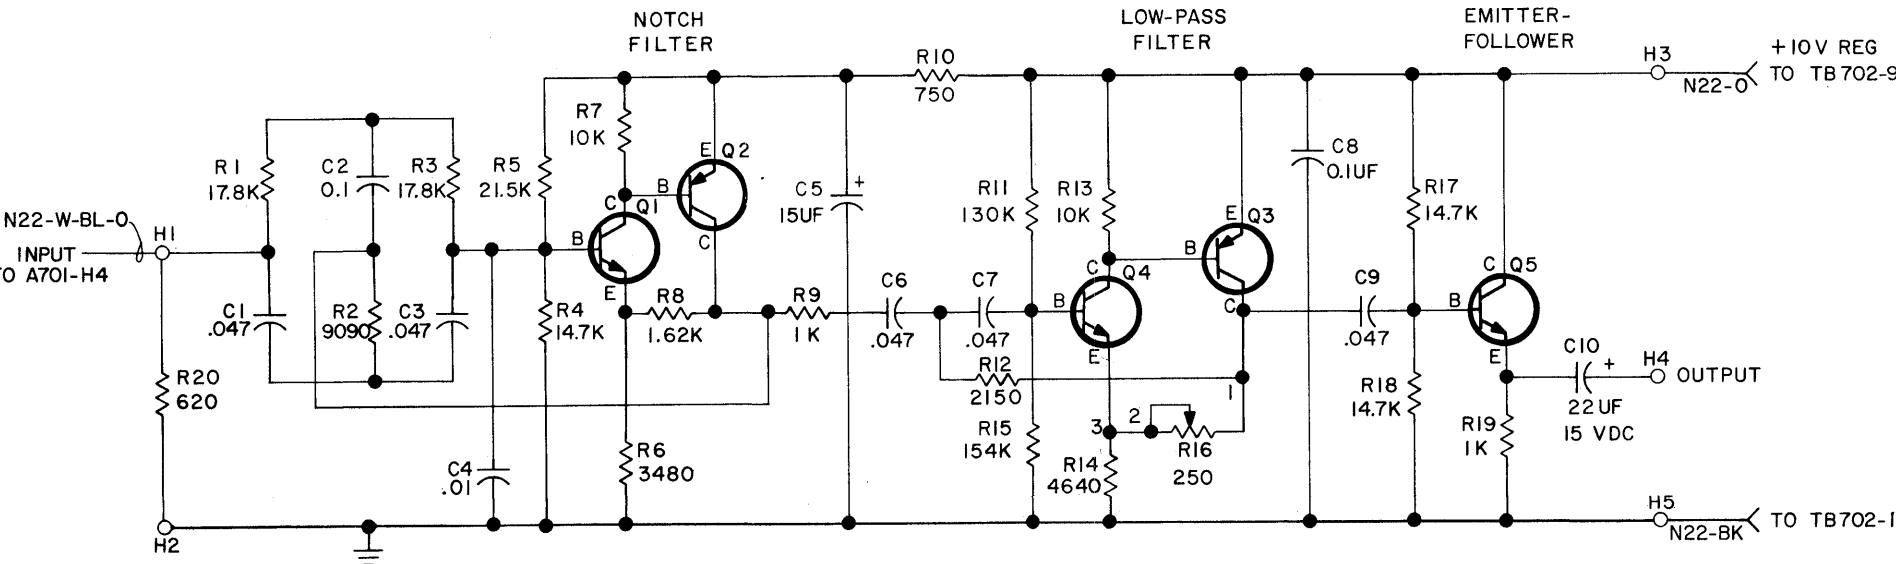 NOTCH
FILTER
LOW-PASS
FILTER
EMITTER-
FOLLOWER
H3
+10V REG
TO TB702-9
N22-O
R10
750
R7
10K
E Q2
B
C
R1
17.8K
C2
0.1
R3
17.8K
R5
21.5K
C Q1
B
E
C5 +
15UF
R11
130K
R13
10K
E Q3
B
C
C8
0.1UF
R17
14.7K
N22-W-BL-O
H1
INPUT
TO A701-H4
C1
.047
R2
9090
C3
.047
R4
14.7K
R8
1.62K
R9
1K
C6
.047
C7
.047
C Q4
B
E
C9
.047
C Q5
B
E
R12
2150
1
2
3
R16
250
R18
14.7K
C10 +
22UF
15 VDC
H4
OUTPUT
R20
620
C4
.01
R6
3480
R15
154K
R14
4640
R19
1K
H2
H5
N22-BK
TO TB702-1